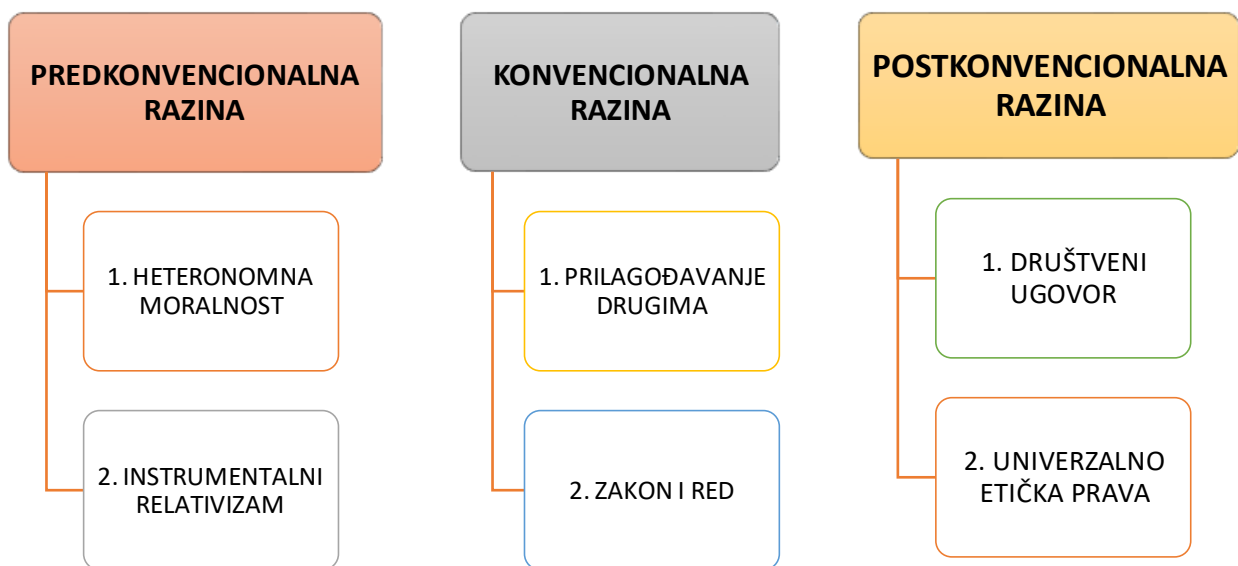 PREDKONVENCIONALNA
RAZINA
1. HETERONOMNA
MORALNOST
2. INSTRUMENTALNI
RELATIVIZAM
KONVENCIONALNA
RAZINA
1. PRILAGOĐAVANJE
DRUGIMA
2. ZAKON I RED
POSTKONVENCIONALNA
RAZINA
1. DRUŠTVENI
UGOVOR
2. UNIVERZALNO
ETIČKA PRAVA